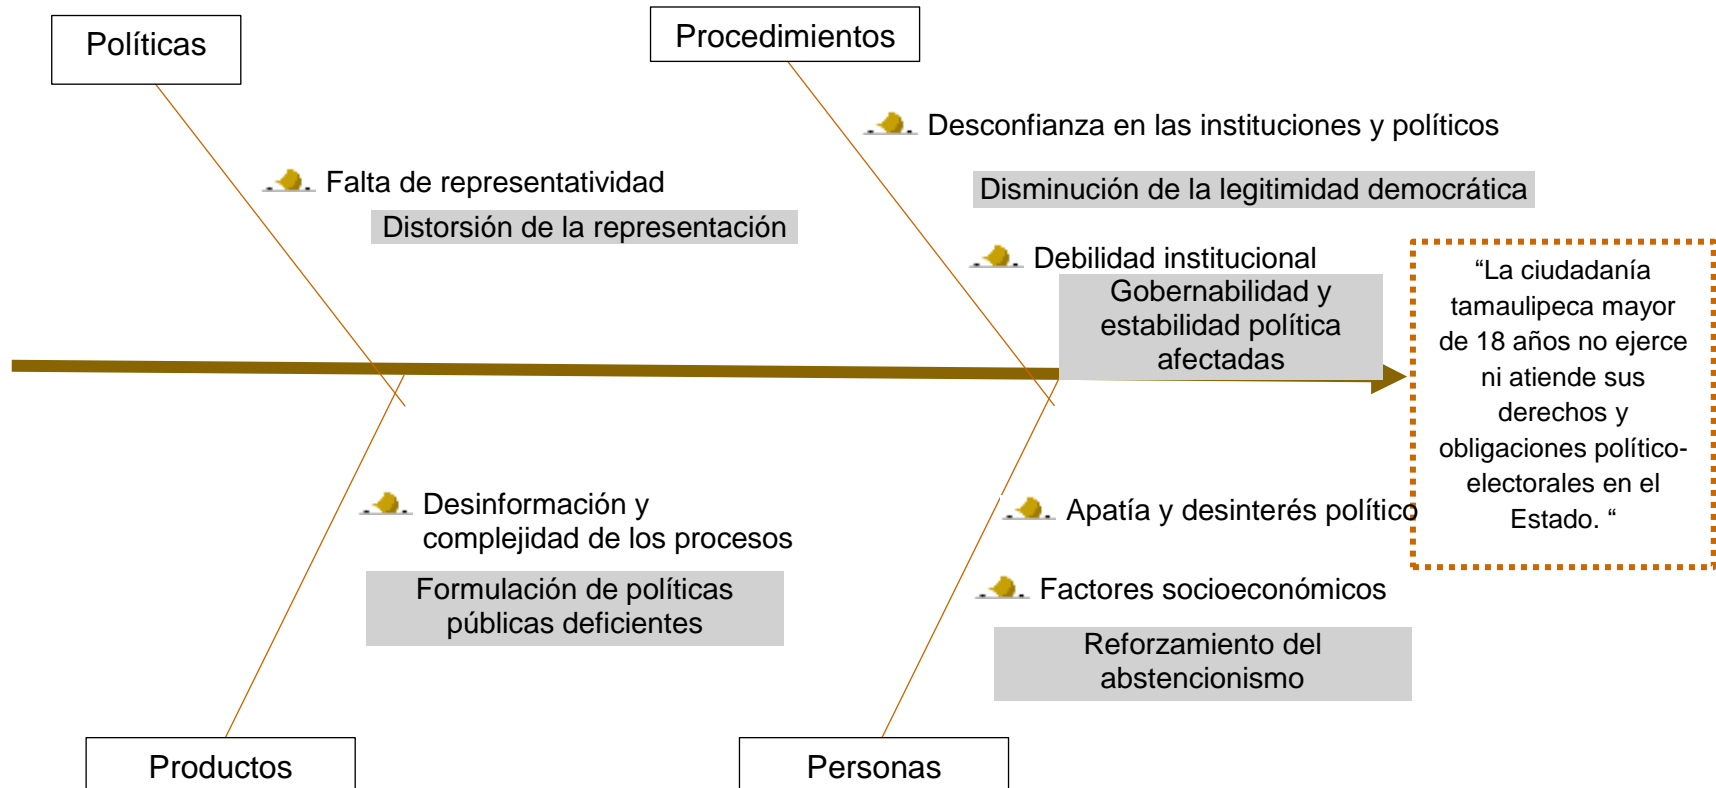 Políticas
Procedimientos
Desconfianza en las instituciones y políticos
Falta de representatividad
Disminución de la legitimidad democrática
Distorsión de la representación
Debilidad institucional
Gobernabilidad y
estabilidad política
afectadas
“La ciudadanía
tamaulipeca mayor
de 18 años no ejerce
ni atiende sus
derechos y
obligaciones político-
electorales en el
Estado. “
Desinformación y
complejidad de los procesos
Formulación de políticas
públicas deficientes
Apatía y desinterés político
Factores socioeconómicos
Reforzamiento del
abstencionismo
Productos
Personas